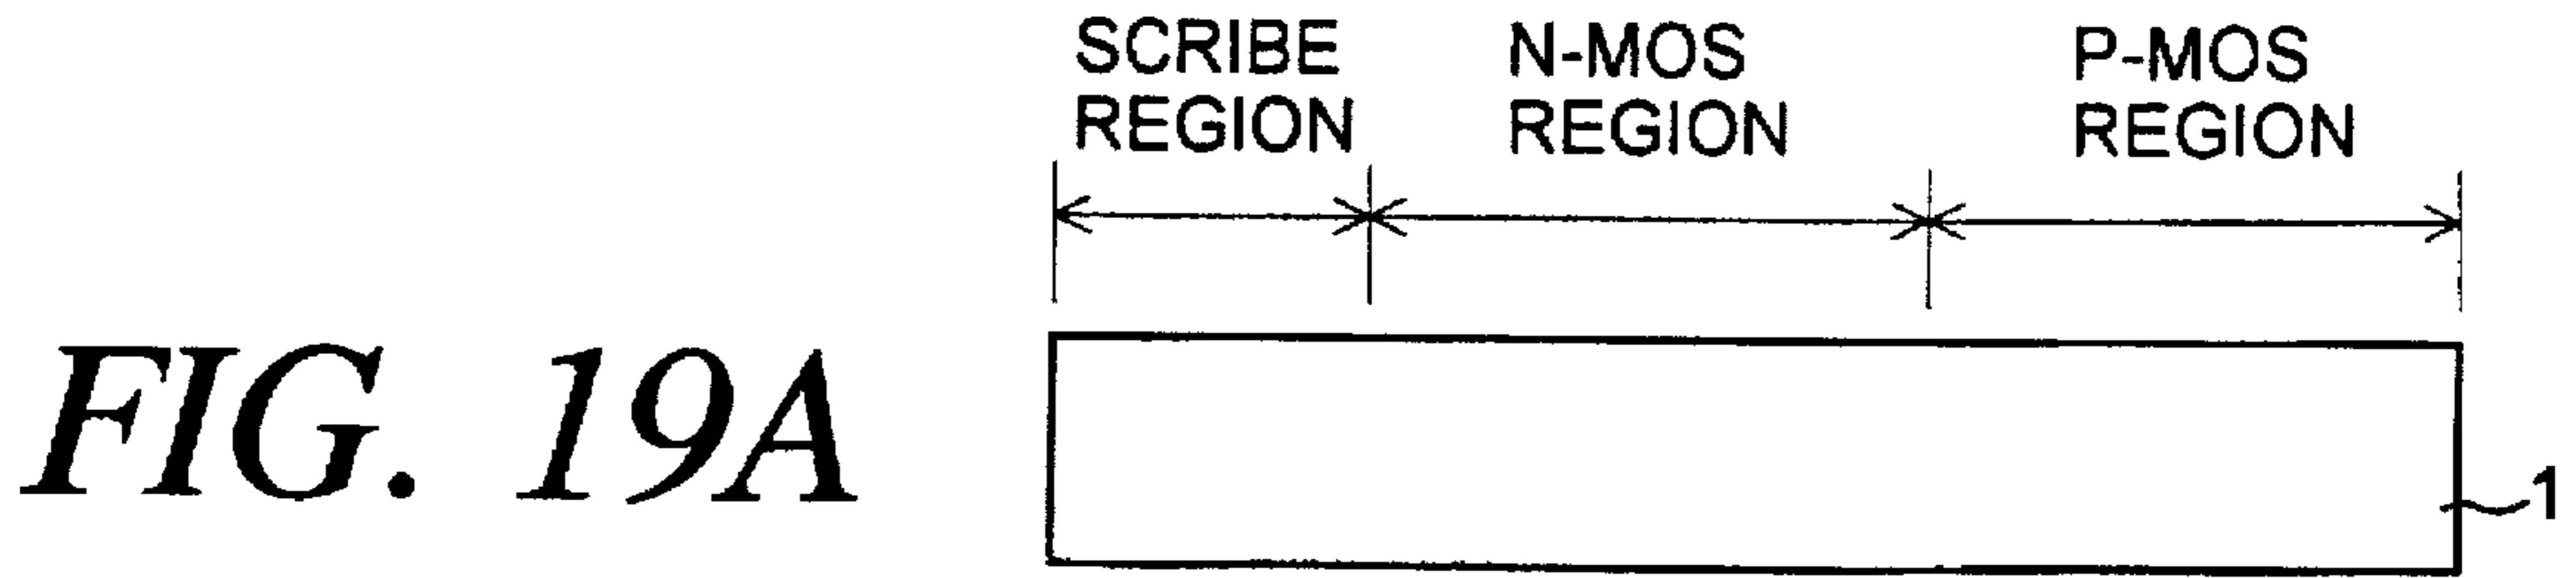 SCRIBE REGION
N-MOS REGION
P-MOS REGION
FIG. 19A
1